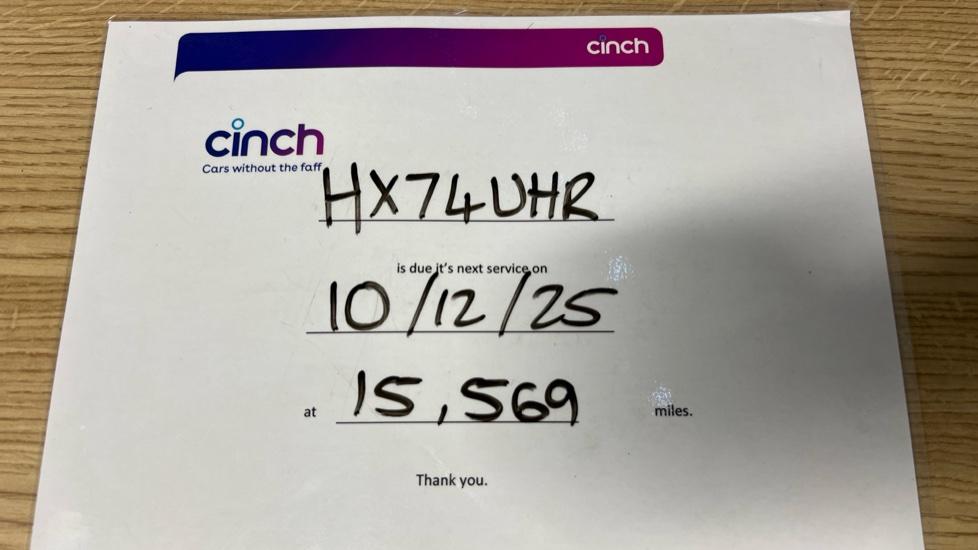 cinch
cinch
Cars without the faff
HX74UHR
is due it's next service on
10/12/25
at 15,569 miles.
Thank you.